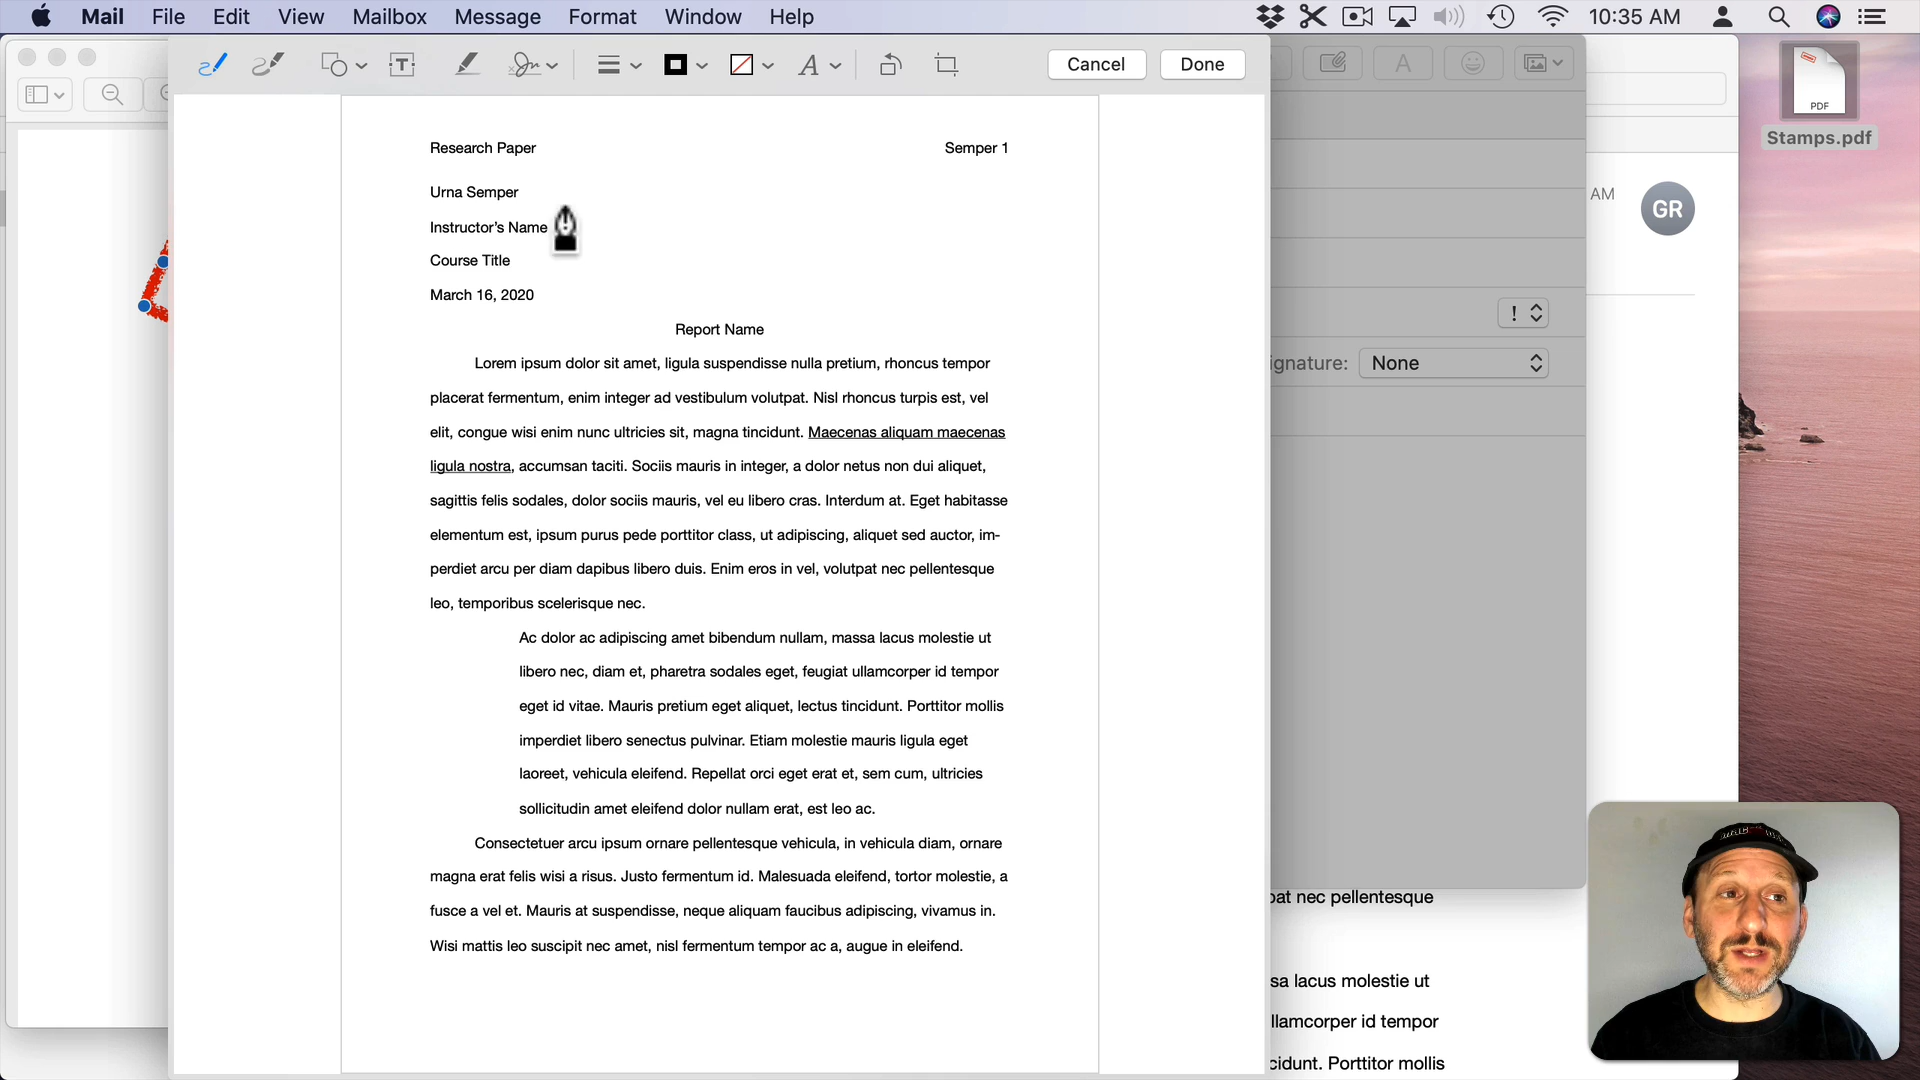 Mail File Edit View Mailbox Message Format Window Help 10:35 AM
Cancel Done
PDF
Stamps.pdf
Research Paper Semper 1
Urna Semper
Instructor’s Name
Course Title
March 16, 2020
Report Name
Lorem ipsum dolor sit amet, ligula suspendisse nulla pretium, rhoncus tempor
placerat fermentum, enim integer ad vestibulum volutpat. Nisl rhoncus turpis est, vel
elit, congue wisi enim nunc ultricies sit, magna tincidunt. Maecenas aliquam maecenas
ligula nostra, accumsan taciti. Sociis mauris in integer, a dolor netus non dui aliquet,
sagittis felis sodales, dolor sociis mauris, vel eu libero cras. Interdum at. Eget habitasse
elementum est, ipsum purus pede porttitor class, ut adipiscing, aliquet sed auctor, im-
perdiet arcu per diam dapibus libero duis. Enim eros in vel, volutpat nec pellentesque
leo, temporibus scelerisque nec.
Ac dolor ac adipiscing amet bibendum nullam, massa lacus molestie ut
libero nec, diam et, pharetra sodales eget, feugiat ullamcorper id tempor
eget id vitae. Mauris pretium eget aliquet, lectus tincidunt. Porttitor mollis
imperdiet libero senectus pulvinar. Etiam molestie mauris ligula eget
laoreet, vehicula eleifend. Repellat orci eget erat et, sem cum, ultricies
sollicitudin amet eleifend dolor nullam erat, est leo ac.
Consectetuer arcu ipsum ornare pellentesque vehicula, in vehicula diam, ornare
magna erat felis wisi a risus. Justo fermentum id. Malesuada eleifend, tortor molestie, a
fusce a vel et. Mauris at suspendisse, neque aliquam faucibus adipiscing, vivamus in.
Wisi mattis leo suscipit nec amet, nisl fermentum tempor ac a, augue in eleifend.
AM GR
!
ignature: None
pat nec pellentesque
sa lacus molestie ut
llamcorper id tempor
cidunt. Porttitor mollis